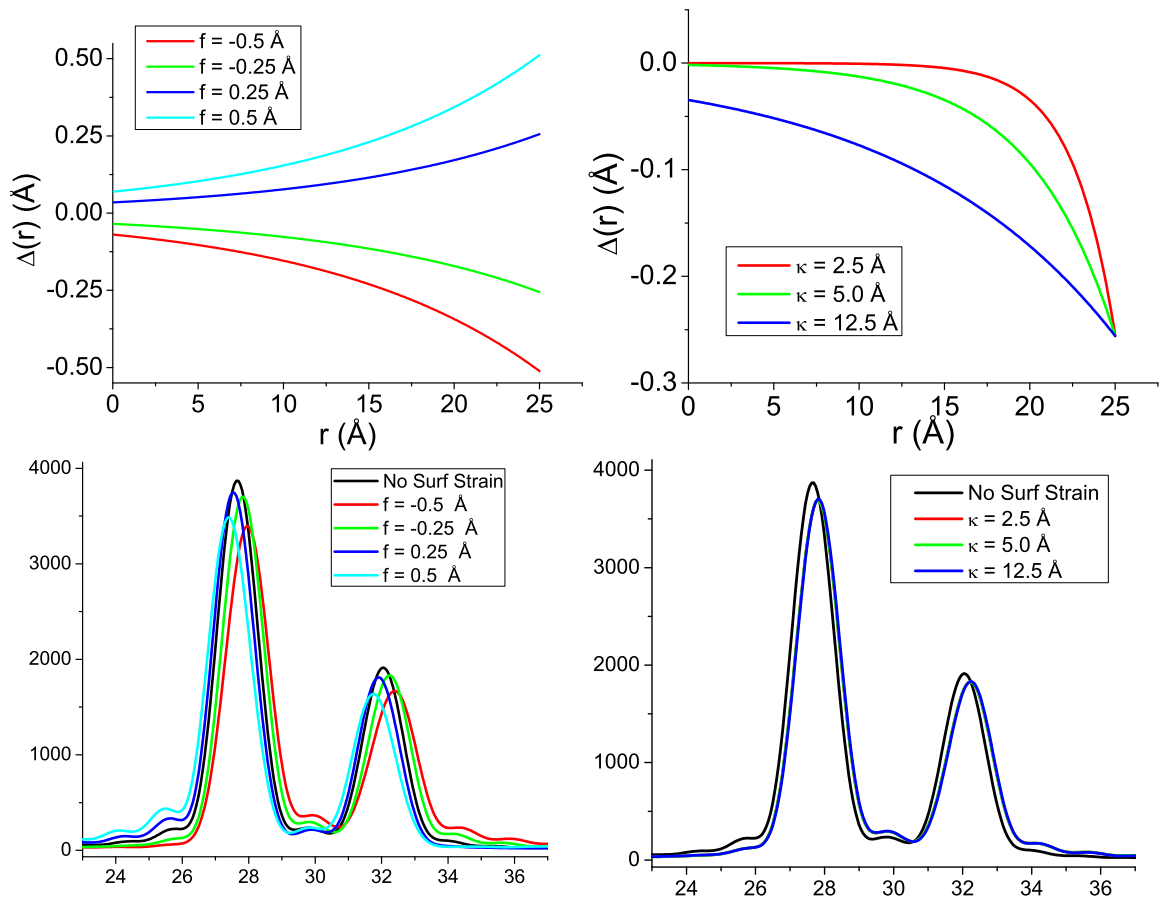 f = -0.5 Å
f = -0.25 Å
f = 0.25 Å
f = 0.5 Å
0.50
0.25
0.00
-0.25
-0.50
Δ(r) (Å)
0 5 10 15 20 25
r (Å)
0.0
-0.1
-0.2
-0.3
Δ(r) (Å)
κ = 2.5 Å
κ = 5.0 Å
κ = 12.5 Å
0 5 10 15 20 25
r (Å)
4000
3000
2000
1000
0
No Surf Strain
f = -0.5 Å
f = -0.25 Å
f = 0.25 Å
f = 0.5 Å
24 26 28 30 32 34 36
4000
3000
2000
1000
0
No Surf Strain
κ = 2.5 Å
κ = 5.0 Å
κ = 12.5 Å
24 26 28 30 32 34 36